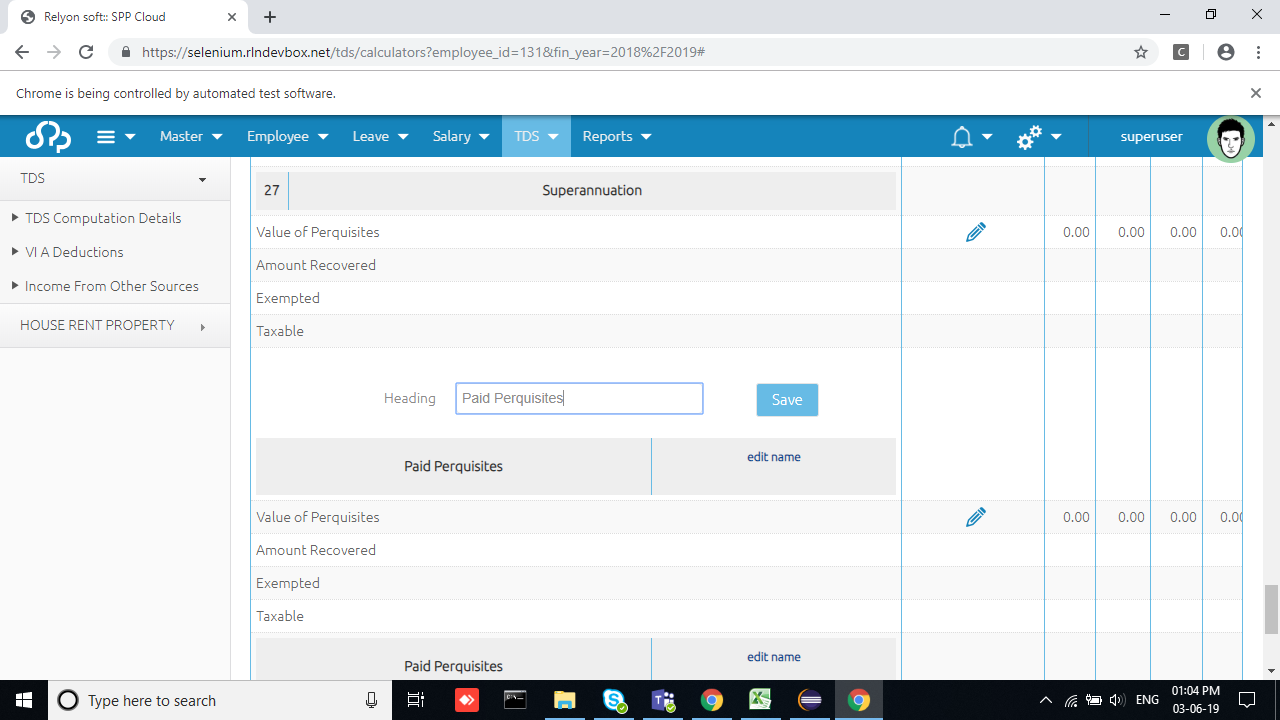 Relyon soft:: SPP Cloud
https://selenium.rlndevbox.net/tds/calculators?employee_id=131&fin_year=2018%2F2019#
C
Chrome is being controlled by automated test software.
Master Employee Leave Salary TDS Reports superuser
TDS
TDS Computation Details
VI A Deductions
Income From Other Sources
HOUSE RENT PROPERTY
27 Superannuation
Value of Perquisites 0.00 0.00 0.00 0.00
Amount Recovered
Exempted
Taxable
Heading Paid Perquisites Save
Paid Perquisites edit name
Value of Perquisites 0.00 0.00 0.00 0.00
Amount Recovered
Exempted
Taxable
Paid Perquisites edit name
Type here to search
ENG
01:04 PM
03-06-19